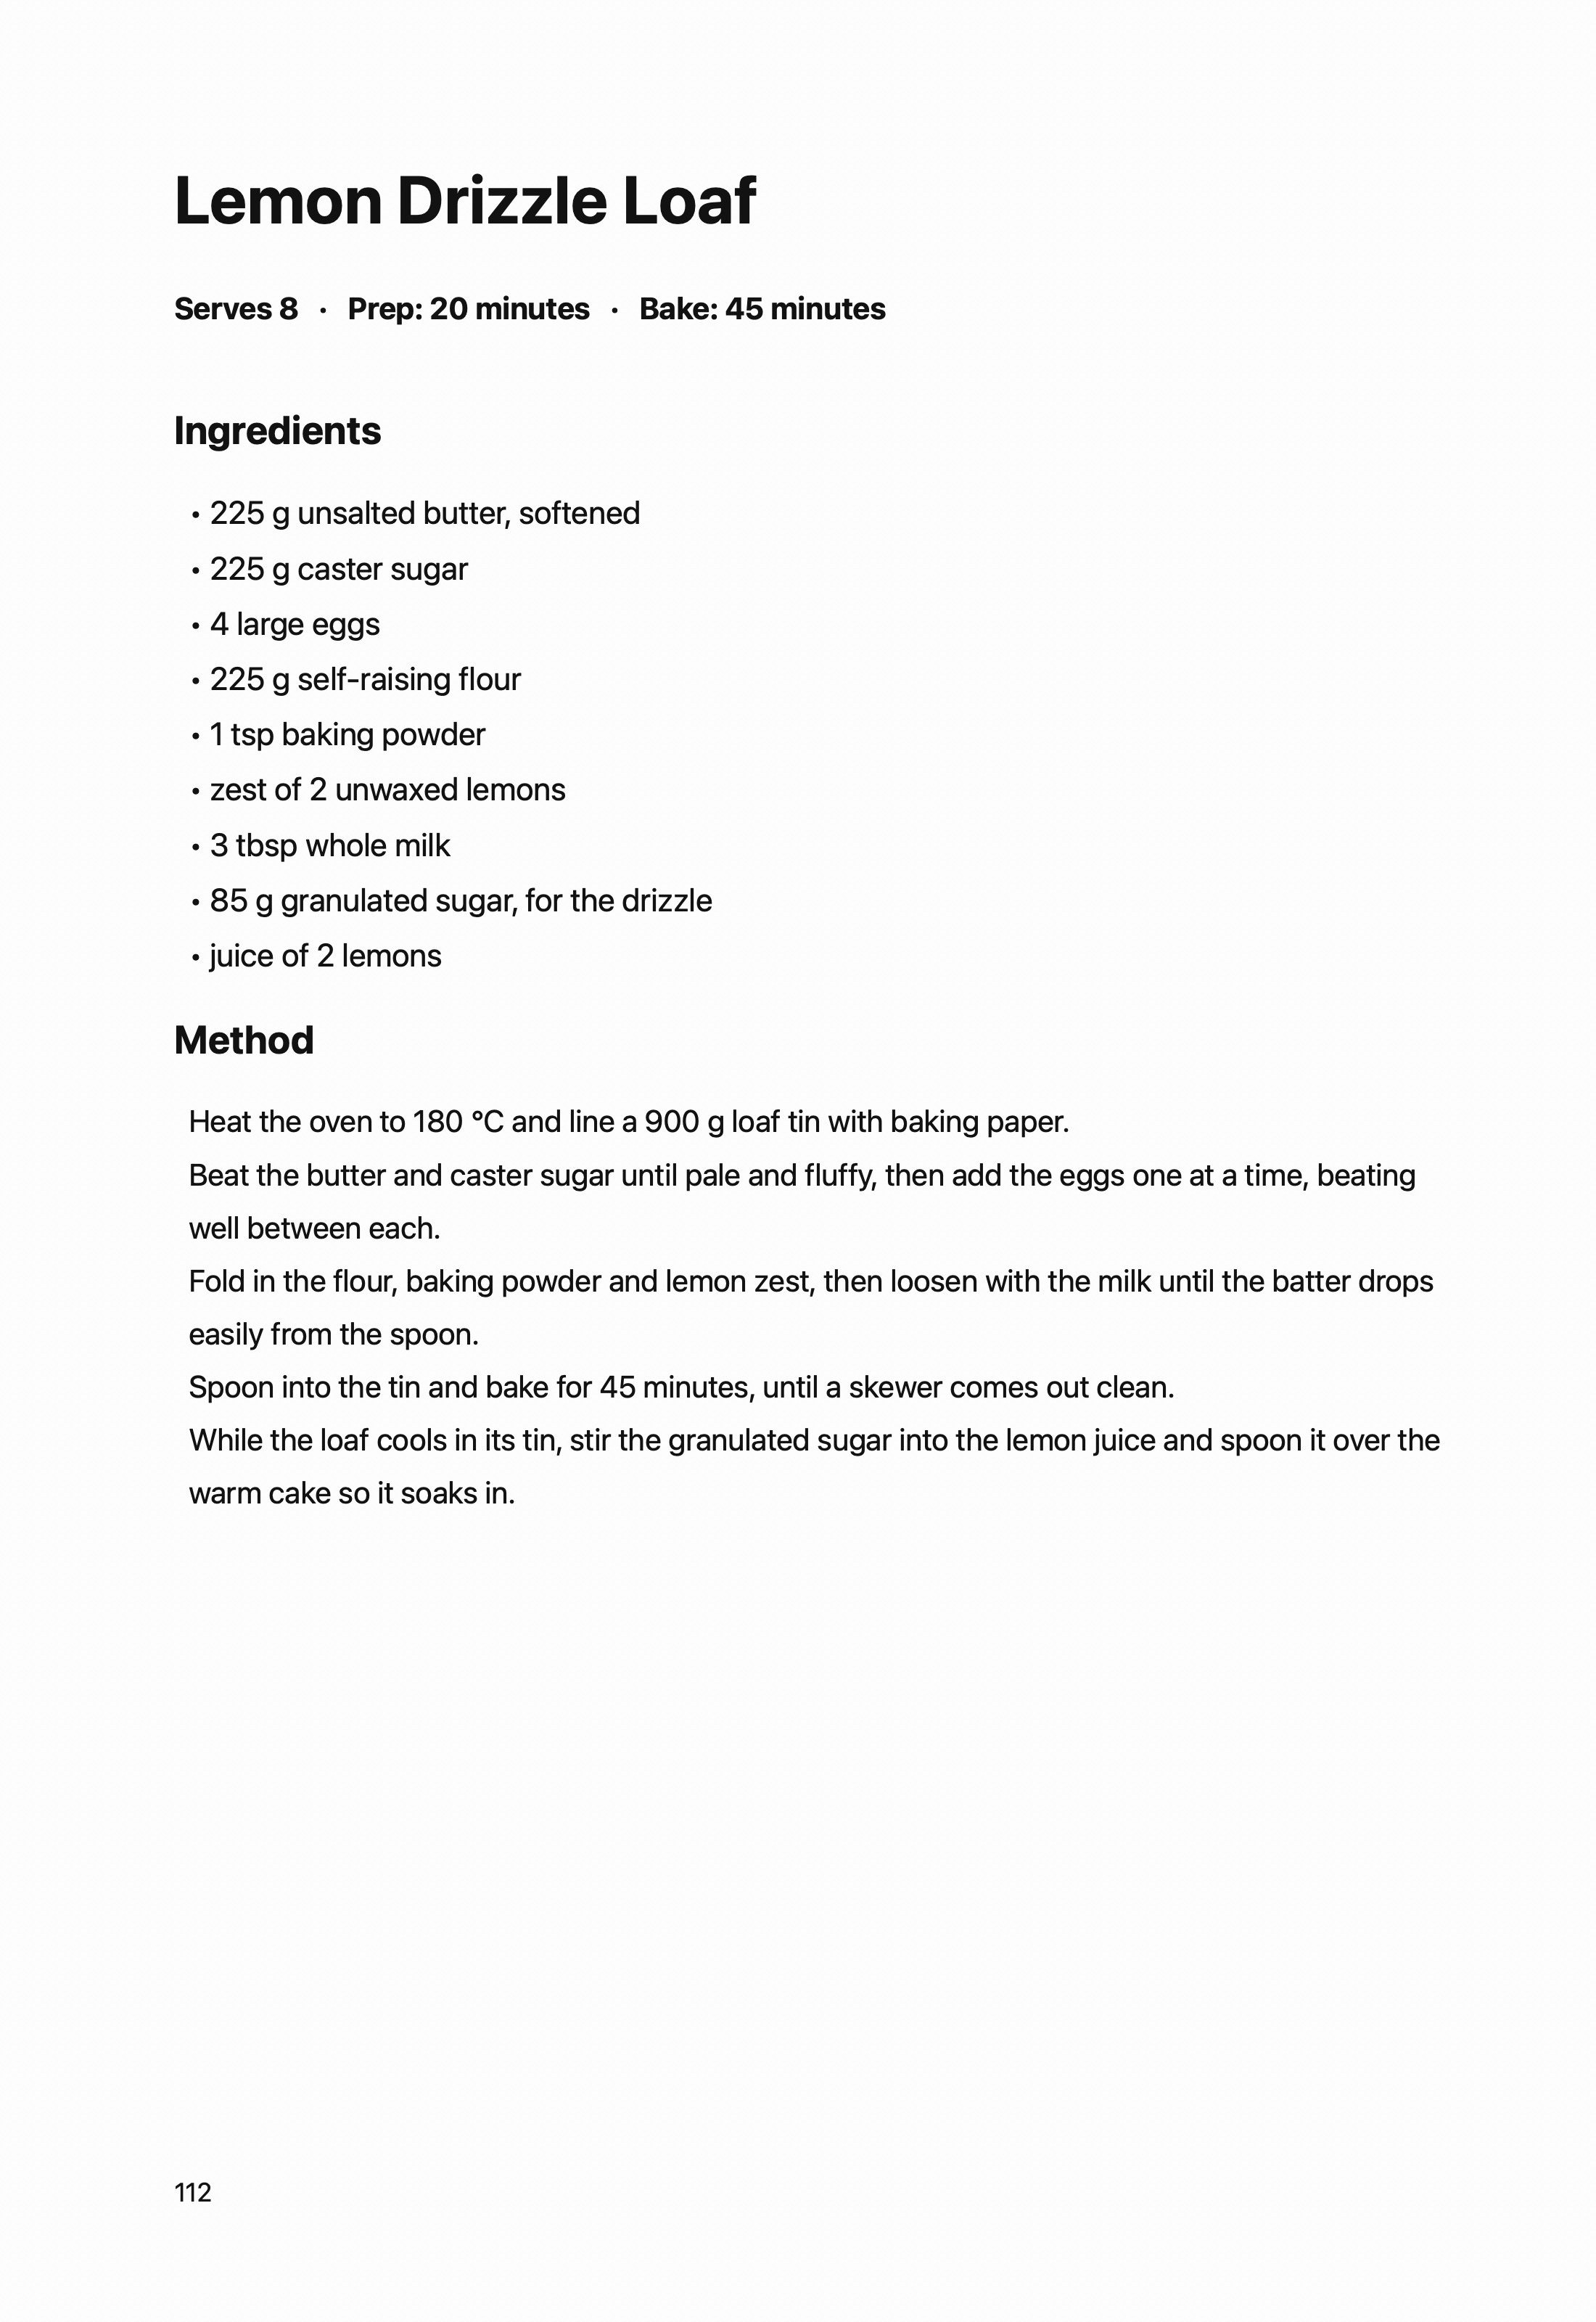 Lemon Drizzle Loaf
Serves 8 · Prep: 20 minutes · Bake: 45 minutes
Ingredients
• 225 g unsalted butter, softened
• 225 g caster sugar
• 4 large eggs
• 225 g self-raising flour
• 1 tsp baking powder
• zest of 2 unwaxed lemons
• 3 tbsp whole milk
• 85 g granulated sugar, for the drizzle
• juice of 2 lemons
Method
Heat the oven to 180 °C and line a 900 g loaf tin with baking paper.
Beat the butter and caster sugar until pale and fluffy, then add the eggs one at a time, beating
well between each.
Fold in the flour, baking powder and lemon zest, then loosen with the milk until the batter drops
easily from the spoon.
Spoon into the tin and bake for 45 minutes, until a skewer comes out clean.
While the loaf cools in its tin, stir the granulated sugar into the lemon juice and spoon it over the
warm cake so it soaks in.
112